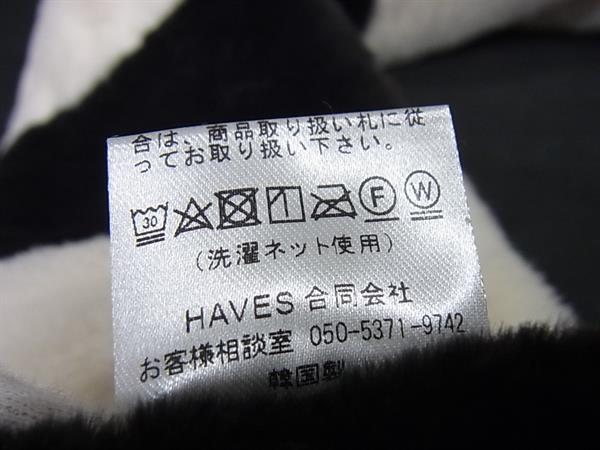 合は、商品取り扱い札に従
ってお取り扱い下さい。
30 F W
(洗濯ネット使用)
HAVES 合同会社
お客様相談室 050-5371-9742
韓国製